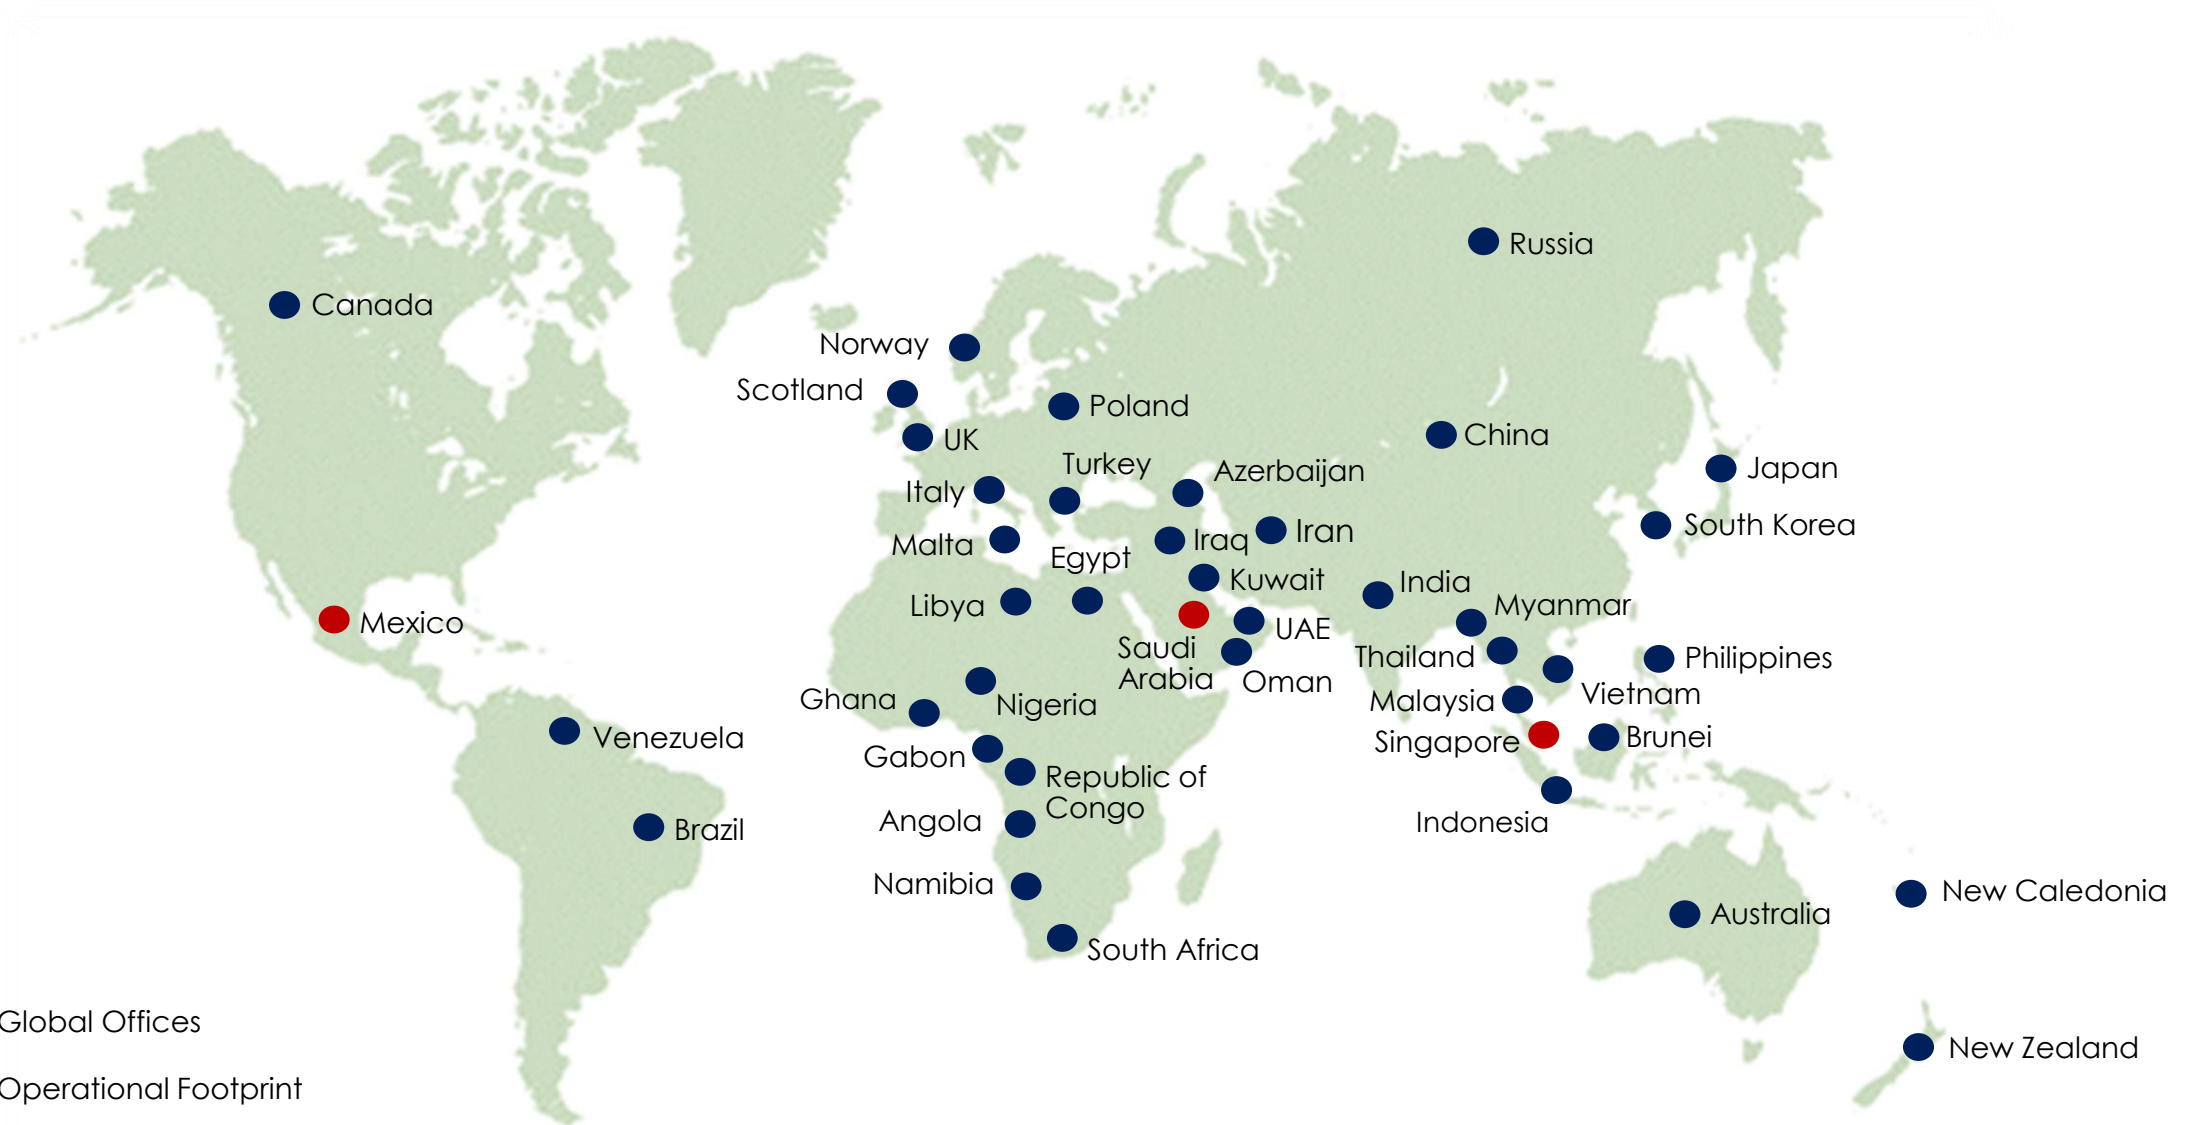 Russia
Canada
Norway
Scotland
Poland
UK
China
Turkey
Azerbaijan
Japan
Italy
South Korea
Iran
Malta
Iraq
Egypt
Kuwait
India
Libya
Myanmar
Mexico
UAE
Saudi
Arabia
Thailand
Philippines
Oman
Vietnam
Ghana
Nigeria
Malaysia
Venezuela
Singapore
Brunei
Gabon
Republic of
Congo
Angola
Indonesia
Brazil
Namibia
New Caledonia
Australia
South Africa
Global Offices
New Zealand
Operational Footprint